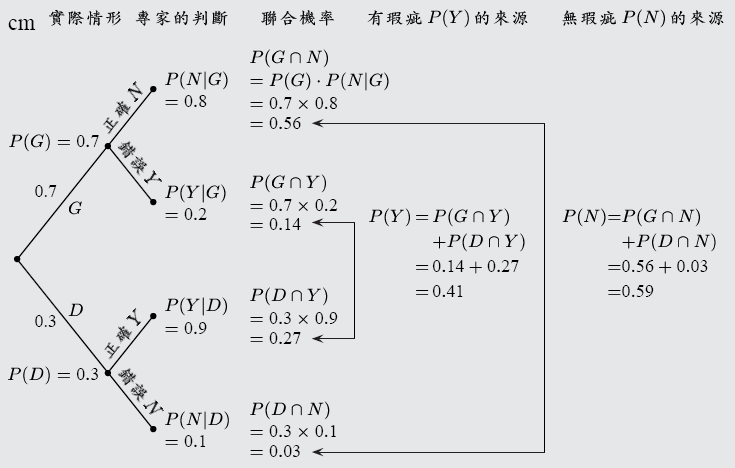 cm 實際情形 專家的判斷 聯合機率 有瑕疵 P(Y) 的來源 無瑕疵 P(N) 的來源
P(G) = 0.7
0.7
G
正確 N
P(N|G)
= 0.8
P(G ∩ N)
= P(G) · P(N|G)
= 0.7 × 0.8
= 0.56
錯誤 Y
P(Y|G)
= 0.2
P(G ∩ Y)
= 0.7 × 0.2
= 0.14
0.3
D
P(D) = 0.3
正確 Y
P(Y|D)
= 0.9
P(D ∩ Y)
= 0.3 × 0.9
= 0.27
錯誤 N
P(N|D)
= 0.1
P(D ∩ N)
= 0.3 × 0.1
= 0.03
P(Y) = P(G ∩ Y)
+P(D ∩ Y)
= 0.14 + 0.27
= 0.41
P(N)=P(G ∩ N)
+P(D ∩ N)
=0.56 + 0.03
=0.59